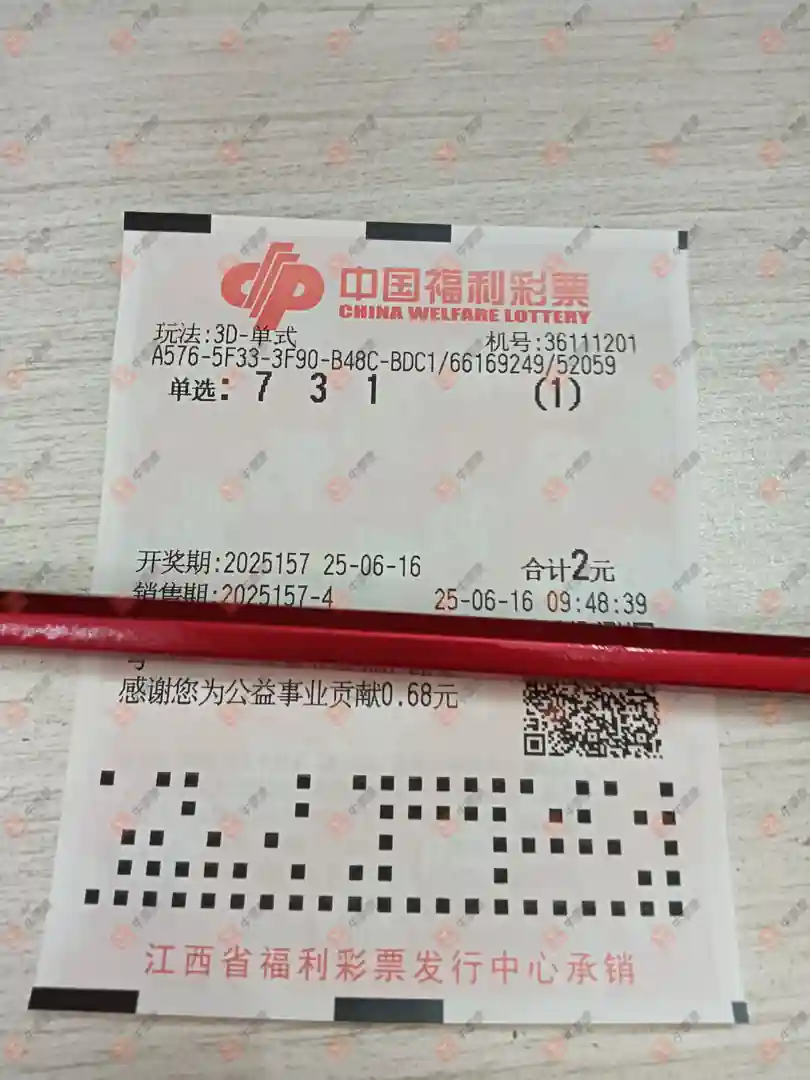 中国福利彩票
CHINA WELFARE LOTTERY
玩法:3D-单式 机号:36111201
A576-5F33-3F90-B48C-BDC1/66169249/52059
单选: 7 3 1 (1)
开奖期:2025157 25-06-16 合计2元
销售期:2025157-4 25-06-16 09:48:39
感谢您为公益事业贡献0.68元
江西省福利彩票发行中心承销